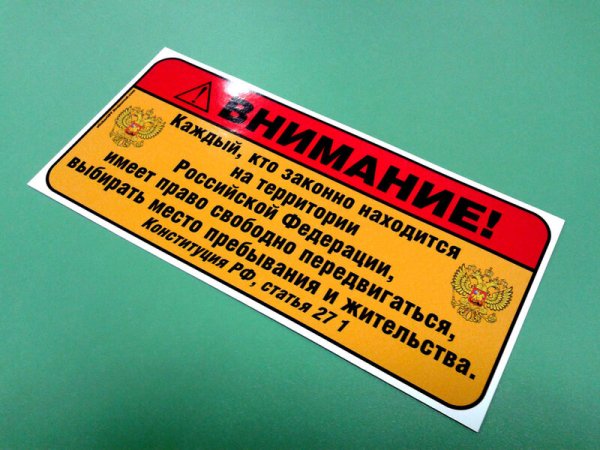 ВНИМАНИЕ!
Каждый, кто законно находится
на территории
Российской Федерации,
имеет право свободно передвигаться,
выбирать место пребывания и жительства.
Конституция РФ, статья 27 1